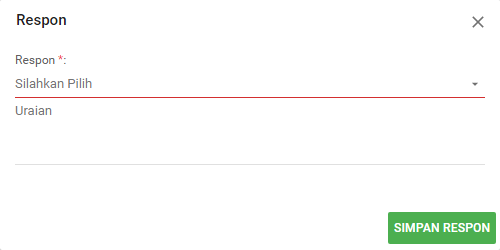 Respon
Respon *:
Silahkan Pilih
Uraian
SIMPAN RESPON